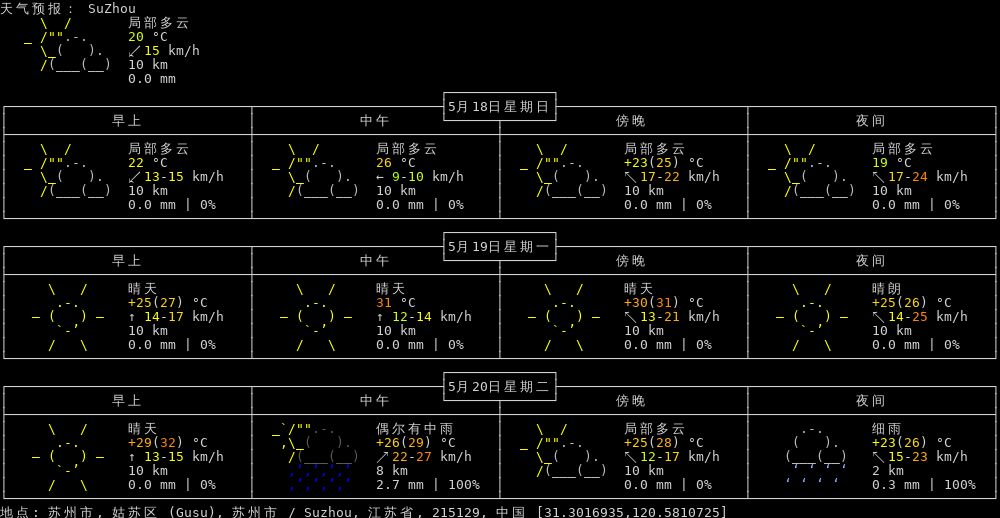 天气预报： SuZhou
局部多云
20 °C
↙15 km/h
10 km
0.0 mm
5月18日星期日
早上 中午 傍晚 夜间
局部多云 局部多云 局部多云 局部多云
22 °C 26 °C +23(25) °C 19 °C
↙13-15 km/h ← 9-10 km/h ↖17-22 km/h ↖17-24 km/h
10 km 10 km 10 km 10 km
0.0 mm | 0% 0.0 mm | 0% 0.0 mm | 0% 0.0 mm | 0%
5月19日星期一
早上 中午 傍晚 夜间
晴天 晴天 晴天 晴朗
+25(27) °C 31 °C +30(31) °C +25(26) °C
↑ 14-17 km/h ↑ 12-14 km/h ↖13-21 km/h ↖14-25 km/h
10 km 10 km 10 km 10 km
0.0 mm | 0% 0.0 mm | 0% 0.0 mm | 0% 0.0 mm | 0%
5月20日星期二
早上 中午 傍晚 夜间
晴天 偶尔有中雨 局部多云 细雨
+29(32) °C +26(29) °C +25(28) °C +23(26) °C
↑ 13-15 km/h ↗22-27 km/h ↖12-17 km/h ↖15-23 km/h
10 km 8 km 10 km 2 km
0.0 mm | 0% 2.7 mm | 100% 0.0 mm | 0% 0.3 mm | 100%
地点: 苏州市, 姑苏区 (Gusu), 苏州市 / Suzhou, 江苏省, 215129, 中国 [31.3016935,120.5810725]